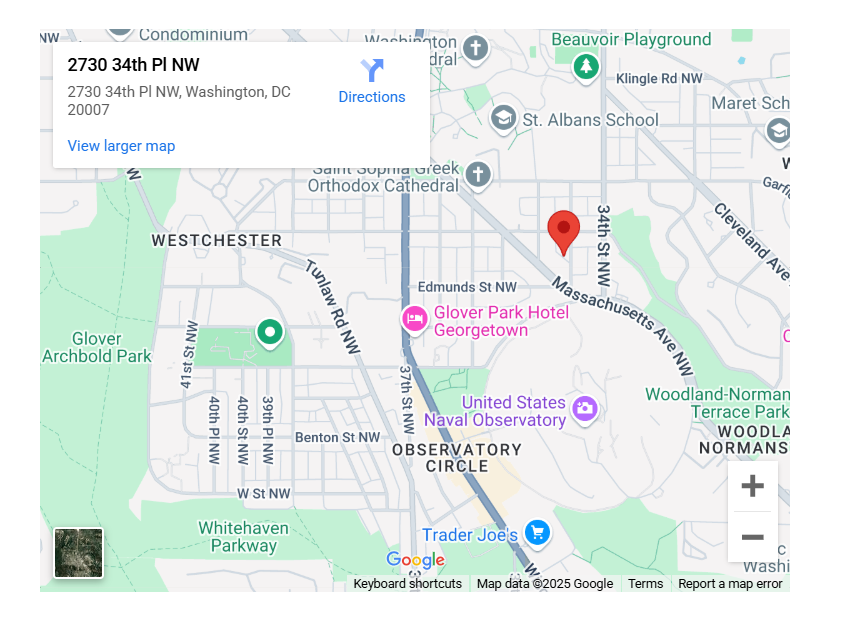 NW
Condominium
Beauvoir Playground
2730 34th Pl NW
2730 34th Pl NW, Washington, DC
20007
Directions
View larger map
Washington
dral
Klingle Rd NW
Maret Sch
St. Albans School
W
Saint Sophia Greek
Orthodox Cathedral
34th St NW
Garfi
Cleveland Ave
WESTCHESTER
Tunlaw Rd NW
Edmunds St NW
Massachusetts Ave NW
Glover Park Hotel
Georgetown
Glover
Archbold Park
41st St NW
37th St NW
40th Pl NW
40th St NW
39th Pl NW
United States
Naval Observatory
Woodland-Norman
Terrace Park
WOODLA
NORMANS
Benton St NW
OBSERVATORY
CIRCLE
W St NW
Whitehaven
Parkway
Trader Joe's
Washi
Google
Keyboard shortcuts
Map data ©2025 Google
Terms
Report a map error